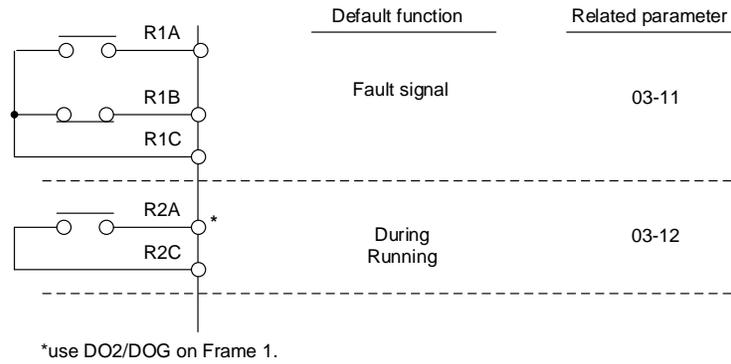 Default function
Related parameter
R1A
R1B
R1C
Fault signal
03-11
R2A
*
R2C
During
Running
03-12
*use DO2/DOG on Frame 1.